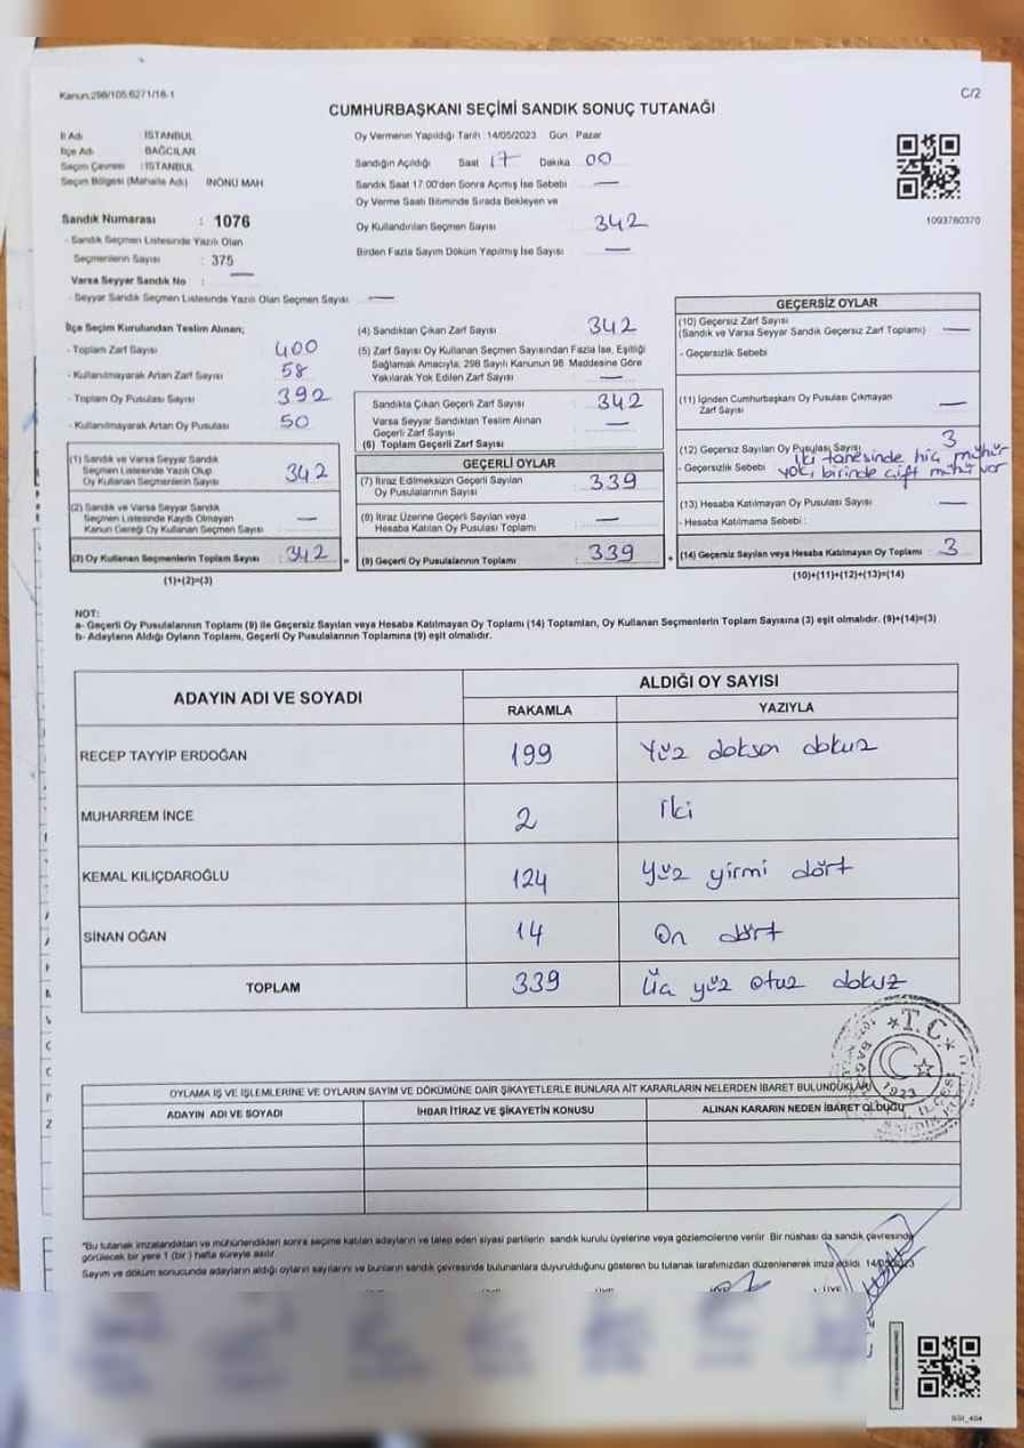 Kanun:298/105:6271/18-1
C/2
CUMHURBAŞKANI SEÇİMİ SANDIK SONUÇ TUTANAĞI
İl Adı : İSTANBUL
İlçe Adı : BAĞCILAR
Seçim Çevresi : İSTANBUL
Seçim Bölgesi (Mahalle Adı) İNÖNÜ MAH
Sandık Numarası : 1076
- Sandık Seçmen Listesinde Yazılı Olan
Seçmenlerin Sayısı : 375
Varsa Seyyar Sandık No : —
- Seyyar Sandık Seçmen Listesinde Yazılı Olan Seçmen Sayısı —
Oy Vermenin Yapıldığı Tarih :14/05/2023 Gün Pazar
Sandığın Açıldığı Saat 17 Dakika 00
Sandık Saat 17:00'den Sonra Açılmış İse Sebebi —
Oy Verme Saati Bitiminde Sırada Bekleyen ve
Oy Kullandırılan Seçmen Sayısı 342
Birden Fazla Sayım Döküm Yapılmış İse Sayısı —
1093780370
İlçe Seçim Kurulundan Teslim Alınan;
- Toplam Zarf Sayısı 400
- Kullanılmayarak Artan Zarf Sayısı 58
- Toplam Oy Pusulası Sayısı 392
- Kullanılmayarak Artan Oy Pusulası 50
(1) Sandık ve Varsa Seyyar Sandık
Seçmen Listesinde Yazılı Olup
Oy Kullanan Seçmenlerin Sayısı 342
(2) Sandık ve Varsa Seyyar Sandık
Seçmen Listesinde Kayıtlı Olmayan
Kanun Gereği Oy Kullanan Seçmen Sayısı —
(3) Oy Kullanan Seçmenlerin Toplam Sayısı : 342 =
(1)+(2)=(3)
(4) Sandıktan Çıkan Zarf Sayısı 342
(5) Zarf Sayısı Oy Kullanan Seçmen Sayısından Fazla İse, Eşitliği
Sağlamak Amacıyla, 298 Sayılı Kanunun 98. Maddesine Göre
Yakılarak Yok Edilen Zarf Sayısı —
Sandıkta Çıkan Geçerli Zarf Sayısı 342
Varsa Seyyar Sandıktan Teslim Alınan
Geçerli Zarf Sayısı —
(6) Toplam Geçerli Zarf Sayısı
GEÇERLİ OYLAR
(7) İtiraz Edilmeksizin Geçerli Sayılan
Oy Pusulalarının Sayısı 339
(8) İtiraz Üzerine Geçerli Sayılan veya
Hesaba Katılan Oy Pusulası Toplamı —
(9) Geçerli Oy Pusulalarının Toplamı : 339 +
GEÇERSİZ OYLAR
(10) Geçersiz Zarf Sayısı
(Sandık ve Varsa Seyyar Sandık Geçersiz Zarf Toplamı) —
- Geçersizlik Sebebi
(11) İçinden Cumhurbaşkanı Oy Pusulası Çıkmayan
Zarf Sayısı —
(12) Geçersiz Sayılan Oy Pusulası Sayısı 3
- Geçersizlik Sebebi İki tanesinde hiç mühür
yok, birinde çift mühür var
(13) Hesaba Katılmayan Oy Pusulası Sayısı —
- Hesaba Katılmama Sebebi :
(14) Geçersiz Sayılan veya Hesaba Katılmayan Oy Toplamı 3
(10)+(11)+(12)+(13)=(14)
NOT:
a- Geçerli Oy Pusulalarının Toplamı (9) ile Geçersiz Sayılan veya Hesaba Katılmayan Oy Toplamı (14) Toplamları, Oy Kullanan Seçmenlerin Toplam Sayısına (3) eşit olmalıdır. (9)+(14)=(3)
b- Adayların Aldığı Oyların Toplamı, Geçerli Oy Pusulalarının Toplamına (9) eşit olmalıdır.
ADAYIN ADI VE SOYADI
ALDIĞI OY SAYISI
RAKAMLA YAZIYLA
RECEP TAYYİP ERDOĞAN 199 Yüz doksan dokuz
MUHARREM İNCE 2 İki
KEMAL KILIÇDAROĞLU 124 Yüz yirmi dört
SİNAN OĞAN 14 On dört
TOPLAM 339 Üç yüz otuz dokuz
T.C.
1923
OYLAMA İŞ VE İŞLEMLERİNE VE OYLARIN SAYIM VE DÖKÜMÜNE DAİR ŞİKAYETLERLE BUNLARA AİT KARARLARIN NELERDEN İBARET BULUNDUKLARI
ADAYIN ADI VE SOYADI İHBAR İTİRAZ VE ŞİKAYETİN KONUSU ALINAN KARARIN NEDEN İBARET OLDUĞU
"Bu tutanak imzalandıktan ve mühürlendikten sonra seçime katılan adayların ve talep eden siyasi partilerin sandık kurulu üyelerine veya gözlemcilerine verilir. Bir nüshası da sandık çevresinde
görülecek bir yere 1 (bir) hafta süreyle asılır.
Sayım ve döküm sonucunda adayların aldığı oyların sayılarını ve bunların sandık çevresinde bulunanlara duyurulduğunu gösteren bu tutanak tarafımızdan düzenlenerek imza edildi. 14/05/2023